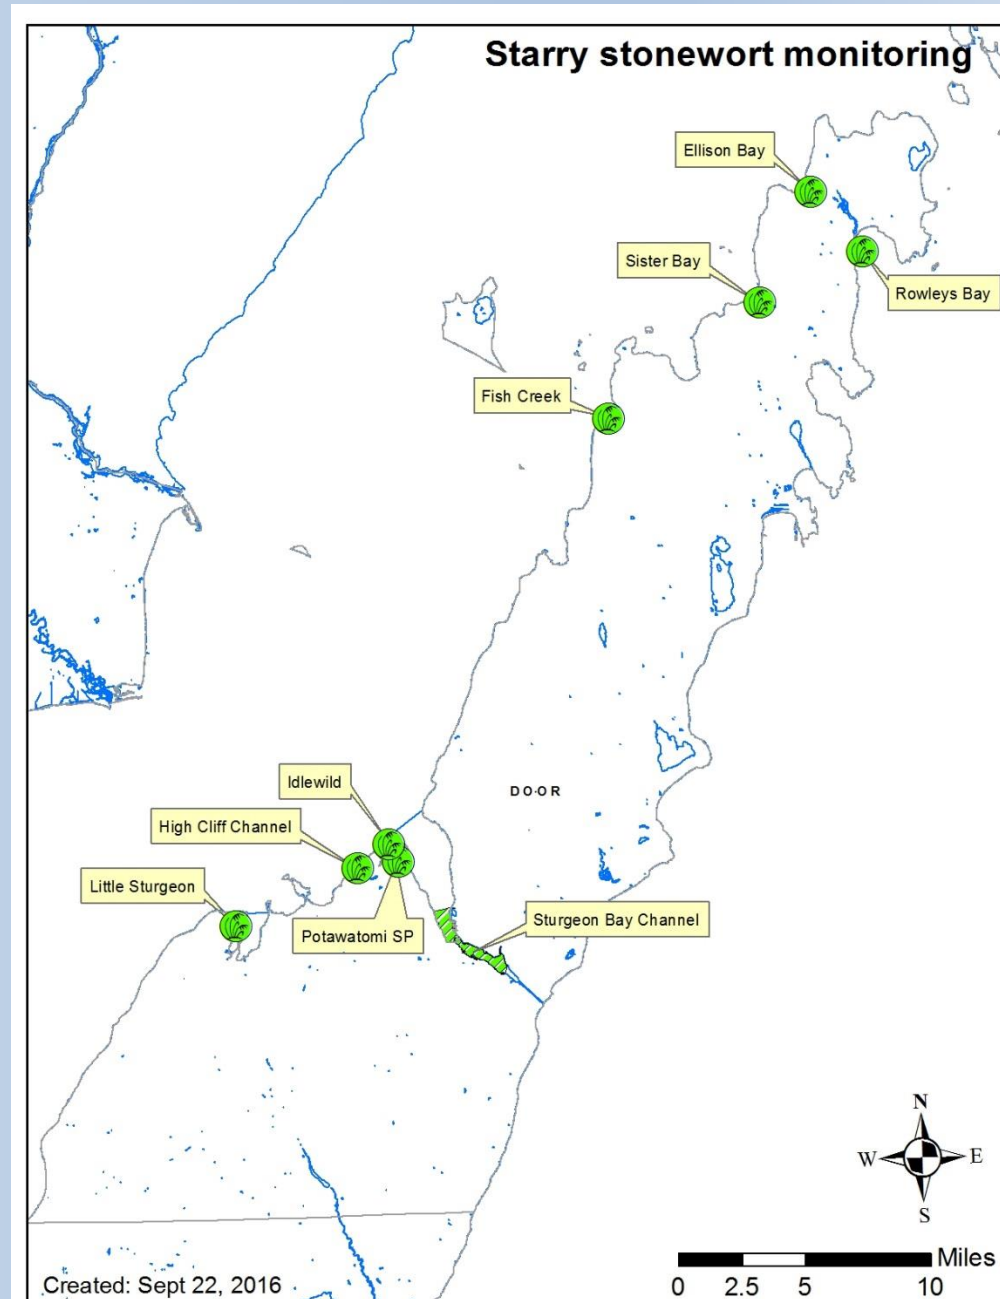 Starry stonewort monitoring
Ellison Bay
Sister Bay
Rowleys Bay
Fish Creek
DOOR
Idlewild
High Cliff Channel
Little Sturgeon
Potawatomi SP
Sturgeon Bay Channel
N
W E
S
Miles
0 2.5 5 10
Created: Sept 22, 2016